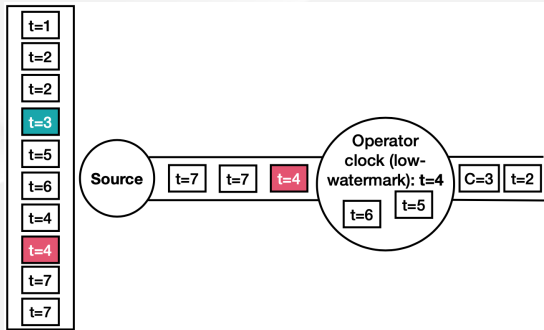 t=1
t=2
t=2
t=3
t=5
t=6
t=4
t=4
t=7
t=7
Source
t=7
t=7
t=4
Operator
clock (low-
watermark): t=4
t=6
t=5
C=3
t=2